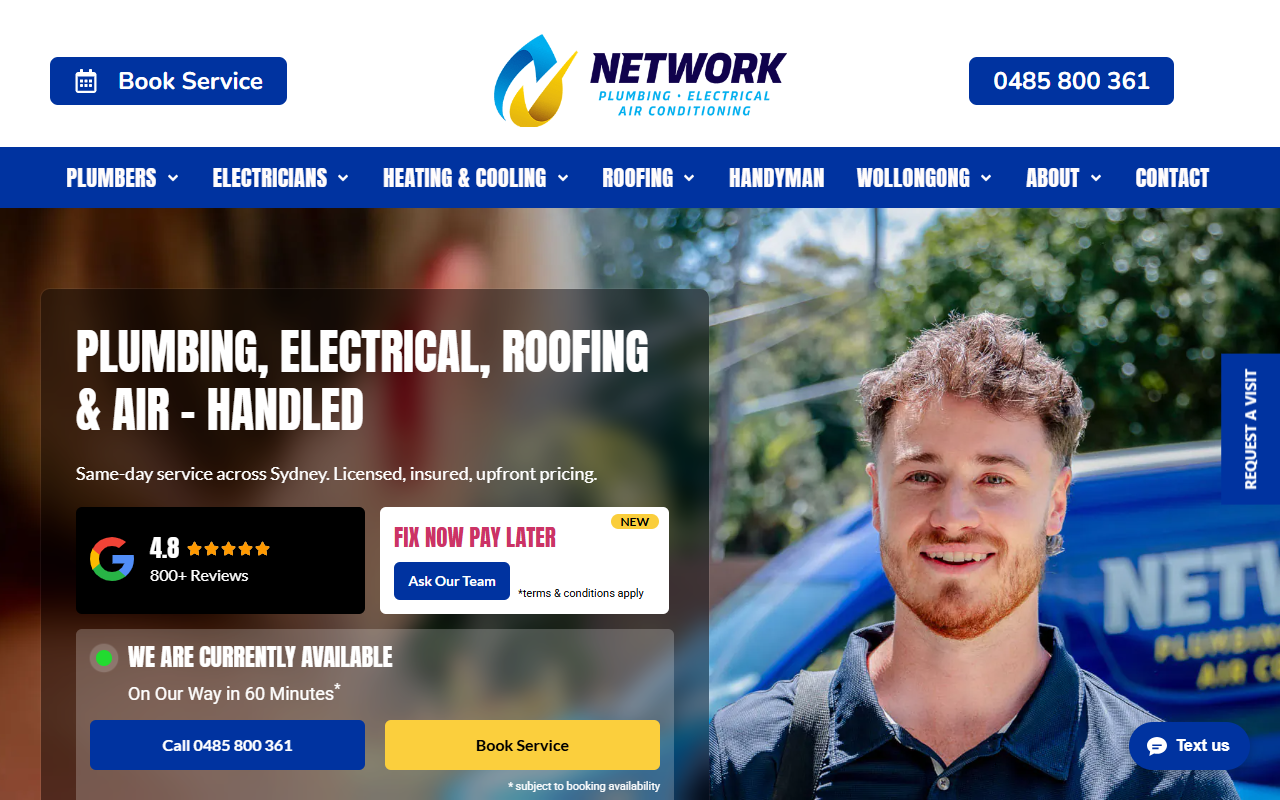 Book Service
NETWORK
PLUMBING · ELECTRICAL
AIR CONDITIONING
0485 800 361
PLUMBERS
ELECTRICIANS
HEATING & COOLING
ROOFING
HANDYMAN
WOLLONGONG
ABOUT
CONTACT
PLUMBING, ELECTRICAL, ROOFING
& AIR - HANDLED
Same-day service across Sydney. Licensed, insured, upfront pricing.
4.8
800+ Reviews
NEW
FIX NOW PAY LATER
Ask Our Team
*terms & conditions apply
WE ARE CURRENTLY AVAILABLE
On Our Way in 60 Minutes*
Call 0485 800 361
Book Service
* subject to booking availability
REQUEST A VISIT
NETW
AIR CO
Text us